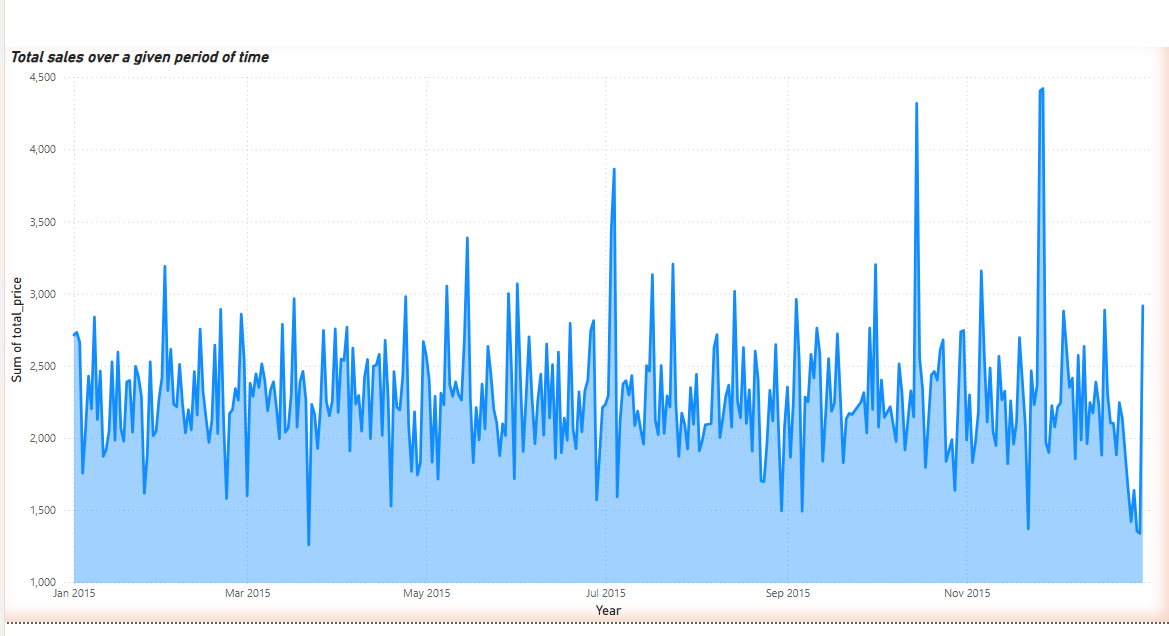 Total sales over a given period of time
4,500
4,000
3,500
3,000
2,500
2,000
1,500
1,000
Sum of total_price
Jan 2015 Mar 2015 May 2015 Jul 2015 Sep 2015 Nov 2015
Year